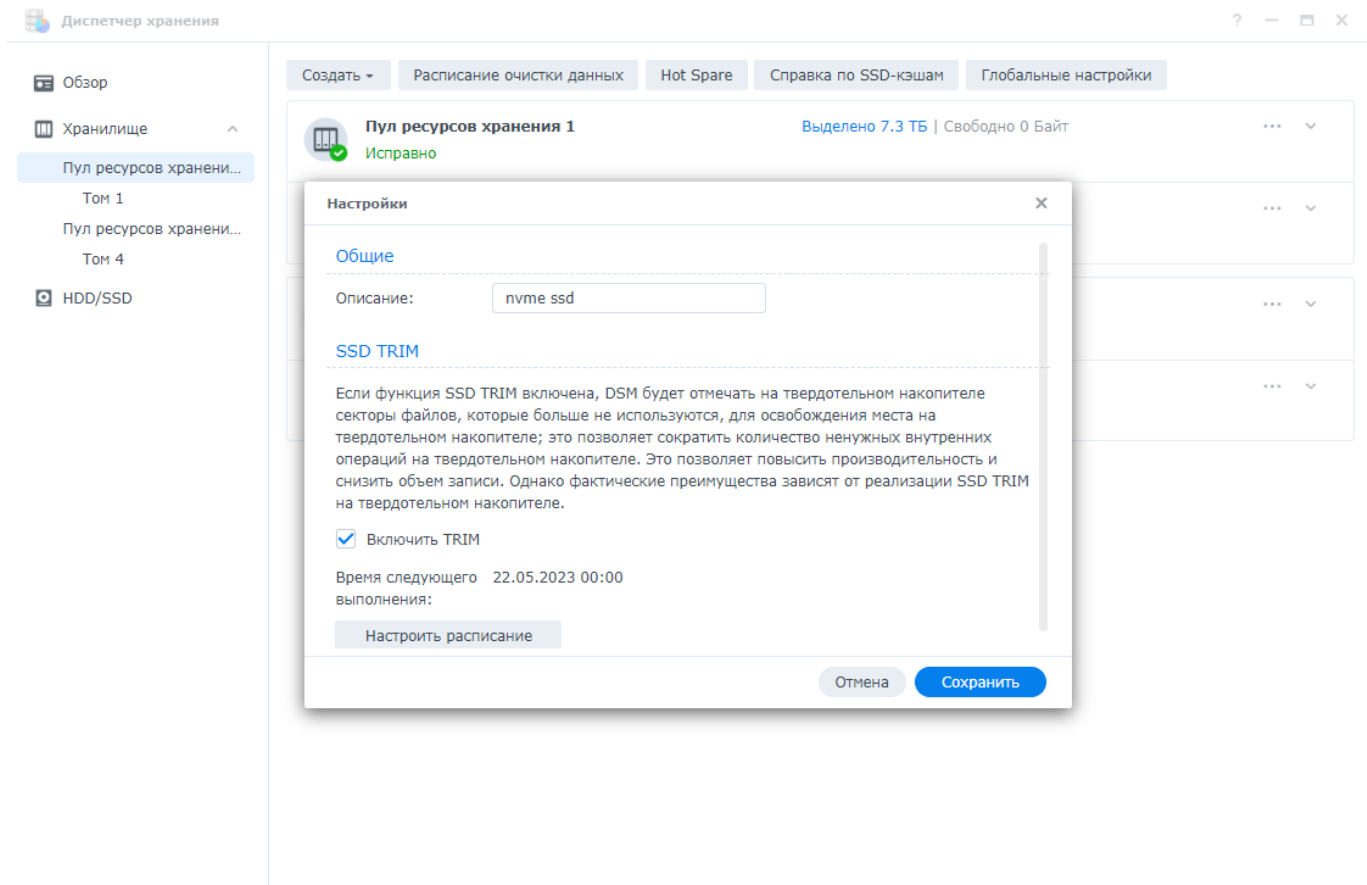 Диспетчер хранения
Обзор
Хранилище
Пул ресурсов хранени...
Том 1
Пул ресурсов хранени...
Том 4
HDD/SSD
Создать
Расписание очистки данных
Hot Spare
Справка по SSD-кэшам
Глобальные настройки
Пул ресурсов хранения 1
Выделено 7.3 ТБ | Свободно 0 Байт
Исправно
Настройки
Общие
Описание: nvme ssd
SSD TRIM
Если функция SSD TRIM включена, DSM будет отмечать на твердотельном накопителе
секторы файлов, которые больше не используются, для освобождения места на
твердотельном накопителе; это позволяет сократить количество ненужных внутренних
операций на твердотельном накопителе. Это позволяет повысить производительность и
снизить объем записи. Однако фактические преимущества зависят от реализации SSD TRIM
на твердотельном накопителе.
Включить TRIM
Время следующего 22.05.2023 00:00
выполнения:
Настроить расписание
Отмена
Сохранить